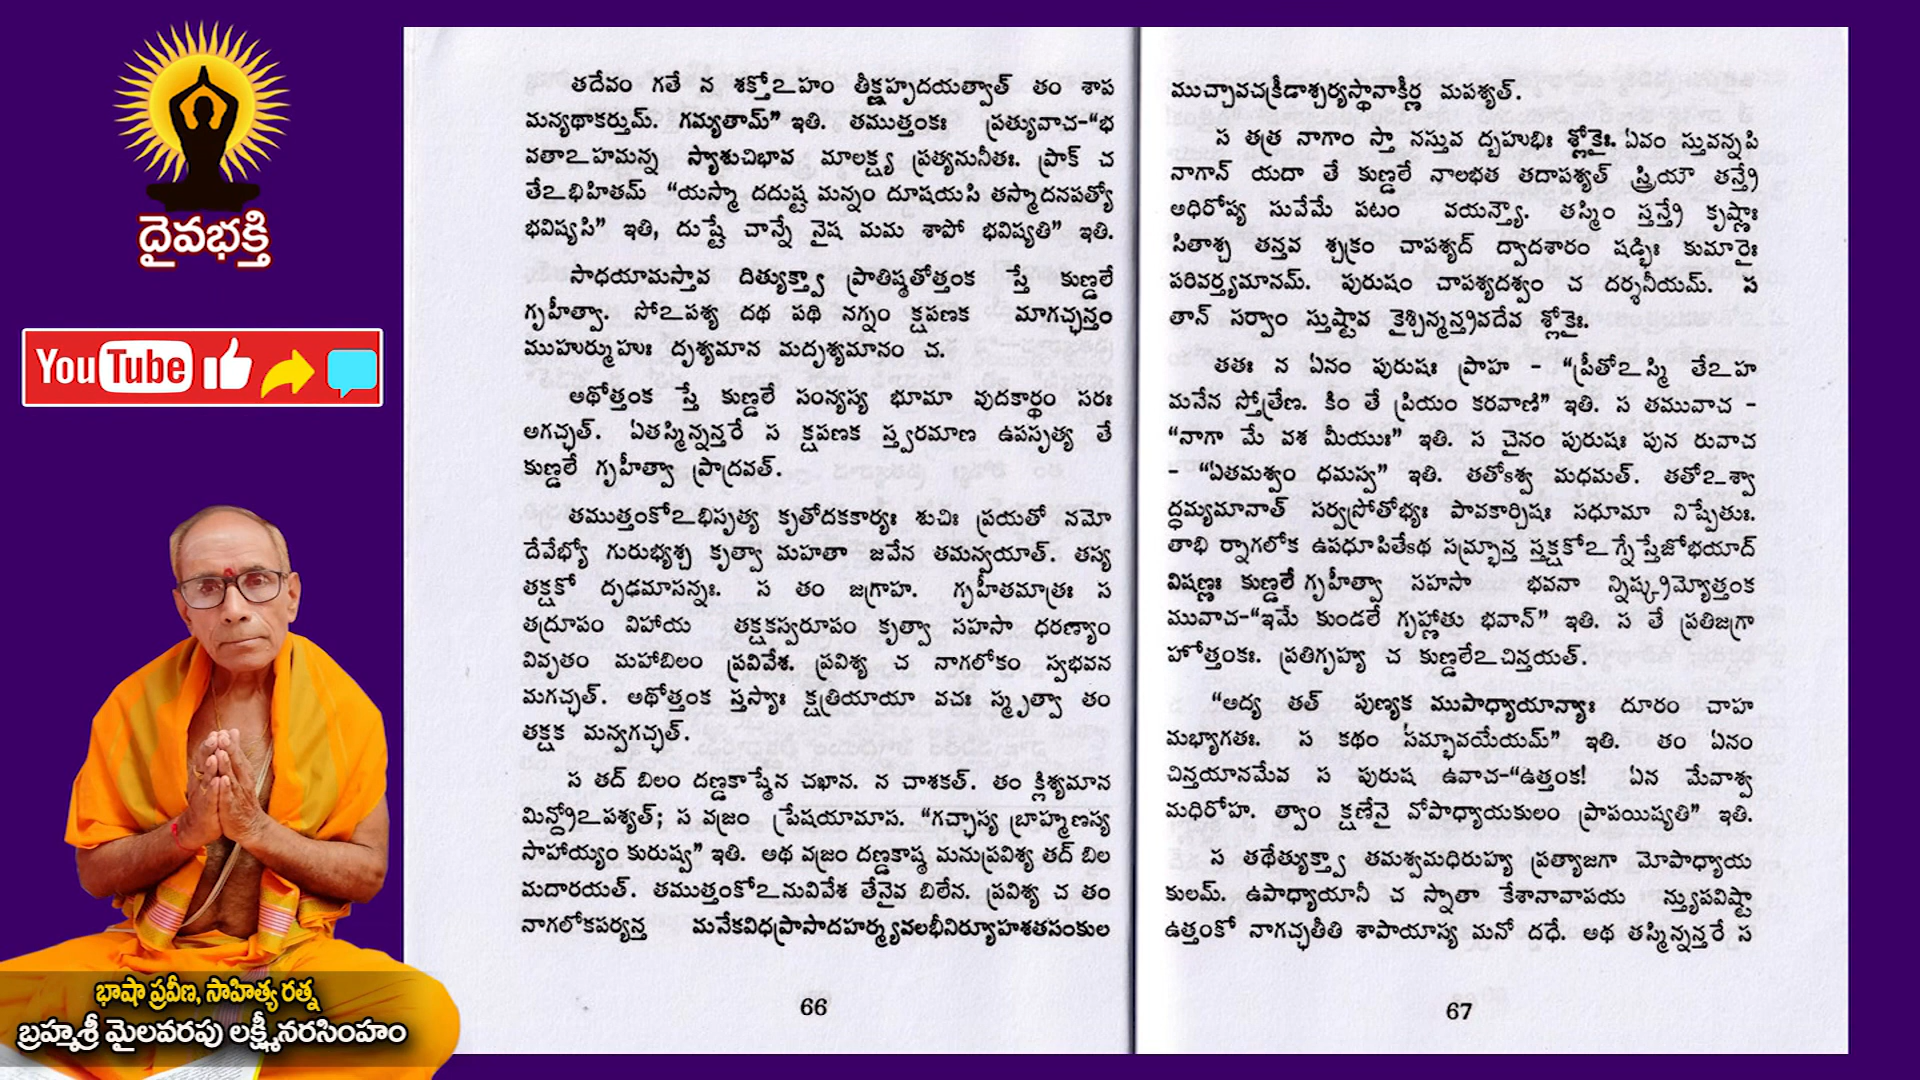 దైవభక్తి
YouTube
భాషా ప్రవీణ, సాహిత్య రత్న
బ్రహ్మశ్రీ మైలవరపు లక్ష్మీనరసింహం
తదేవం గతే న శక్తోఽహం తీక్ష్ణహృదయత్వాత్ తం శాప
మన్యథాకర్తుమ్. గమ్యతామ్” ఇతి. తముత్తంకః ప్రత్యువాచ-“భ
వతాఽహమన్న స్యాశుచిభావ మాలక్ష్య ప్రత్యనునీతః. ప్రాక్ చ
తేఽభిహితమ్ “యస్మా దదుష్ట మన్నం దూషయసి తస్మాదనపత్యో
భవిష్యసి” ఇతి, దుష్టే చాన్నే నైష మమ శాపో భవిష్యతి” ఇతి.
సాధయామస్తావ దిత్యుక్త్వా ప్రాతిష్ఠతోత్తంక స్తే కుణ్డలే
గృహీత్వా. సోఽపశ్య దథ పథి నగ్నం క్షపణక మాగచ్ఛన్తం
ముహుర్ముహుః దృశ్యమాన మదృశ్యమానం చ.
అథోత్తంక స్తే కుణ్డలే సంన్యస్య భూమా వుదకార్థం సరః
అగచ్ఛత్. ఏతస్మిన్నన్తరే స క్షపణక స్త్వరమాణ ఉపసృత్య తే
కుణ్డలే గృహీత్వా ప్రాద్రవత్.
తముత్తంకోఽభిసృత్య కృతోదకకార్యః శుచిః ప్రయతో నమో
దేవేభ్యో గురుభ్యశ్చ కృత్వా మహతా జవేన తమన్వయాత్. తస్య
తక్షకో దృఢమాసన్నః. స తం జగ్రాహ. గృహీతమాత్రః స
తద్రూపం విహాయ తక్షకస్వరూపం కృత్వా సహసా ధరణ్యాం
వివృతం మహాబిలం ప్రవివేశ. ప్రవిశ్య చ నాగలోకం స్వభవన
మగచ్ఛత్. అథోత్తంక స్తస్యాః క్షత్రియాయా వచః స్మృత్వా తం
తక్షక మన్వగచ్ఛత్.
స తద్ బిలం దణ్డకాష్ఠేన చఖాన. న చాశకత్. తం క్లిశ్యమాన
మిన్ద్రోఽపశ్యత్; స వజ్రం ప్రేషయామాస. “గచ్ఛాస్య బ్రాహ్మణస్య
సాహాయ్యం కురుష్వ” ఇతి. అథ వజ్రం దణ్డకాష్ఠ మనుప్రవిశ్య తద్ బిల
మదారయత్. తముత్తంకోఽనువివేశ తేనైవ బిలేన. ప్రవిశ్య చ తం
నాగలోకపర్యన్త మనేకవిధప్రాసాదహర్మ్యవలభీనిర్యూహశతసంకుల
66
ముచ్చావచక్రీడాశ్చర్యస్థానాకీర్ణ మపశ్యత్.
స తత్ర నాగాం స్తా నస్తువ ద్బహుభిః శ్లోకైః. ఏవం స్తువన్నపి
నాగాన్ యదా తే కుణ్డలే నాలభత తదాపశ్యత్ స్త్రియౌ తన్త్రే
అధిరోప్య సువేమే పటం వయన్త్యౌ. తస్మిం స్తన్త్రే కృష్ణాః
సితాశ్చ తన్తవ శ్చక్రం చాపశ్యద్ ద్వాదశారం షడ్భిః కుమారైః
పరివర్త్యమానమ్. పురుషం చాపశ్యదశ్వం చ దర్శనీయమ్. స
తాన్ సర్వాం స్తుష్టావ కైశ్చిన్మన్త్రవదేవ శ్లోకైః.
తతః న ఏనం పురుషః ప్రాహ - “ప్రీతోఽస్మి తేఽహ
మనేన స్తోత్రేణ. కిం తే ప్రియం కరవాణి” ఇతి. స తమువాచ -
“నాగా మే వశ మీయుః” ఇతి. స చైనం పురుషః పున రువాచ
- “ఏతమశ్వం ధమస్వ” ఇతి. తతోఽశ్వ మధమత్. తతోఽశ్వా
ద్ధమ్యమానాత్ సర్వస్రోతోభ్యః పావకార్చిషః సధూమా నిష్పేతుః.
తాభి ర్నాగలోక ఉపధూపితేఽథ సమ్భ్రాన్త స్తక్షకోఽగ్నేస్తేజోభయాద్
విషణ్ణః కుణ్డలే గృహీత్వా సహసా భవనా న్నిష్క్రమ్యోత్తంక
మువాచ-“ఇమే కుండలే గృహ్ణాతు భవాన్” ఇతి. స తే ప్రతిజగ్రా
హోత్తంకః. ప్రతిగృహ్య చ కుణ్డలేఽచిన్తయత్.
“అద్య తత్ పుణ్యక ముపాధ్యాయాన్యాః దూరం చాహ
మభ్యాగతః. స కథం సమ్భావయేయమ్” ఇతి. తం ఏనం
చిన్తయానమేవ స పురుష ఉవాచ-“ఉత్తంక! ఏన మేవాశ్వ
మధిరోహ. త్వాం క్షణేనై వోపాధ్యాయకులం ప్రాపయిష్యతి” ఇతి.
స తథేత్యుక్త్వా తమశ్వమధిరుహ్య ప్రత్యాజగా మోపాధ్యాయ
కులమ్. ఉపాధ్యాయానీ చ స్నాతా కేశానావాపయ న్త్యుపవిష్టా
ఉత్తంకో నాగచ్ఛతీతి శాపాయాస్య మనో దధే. అథ తస్మిన్నన్తరే స
67